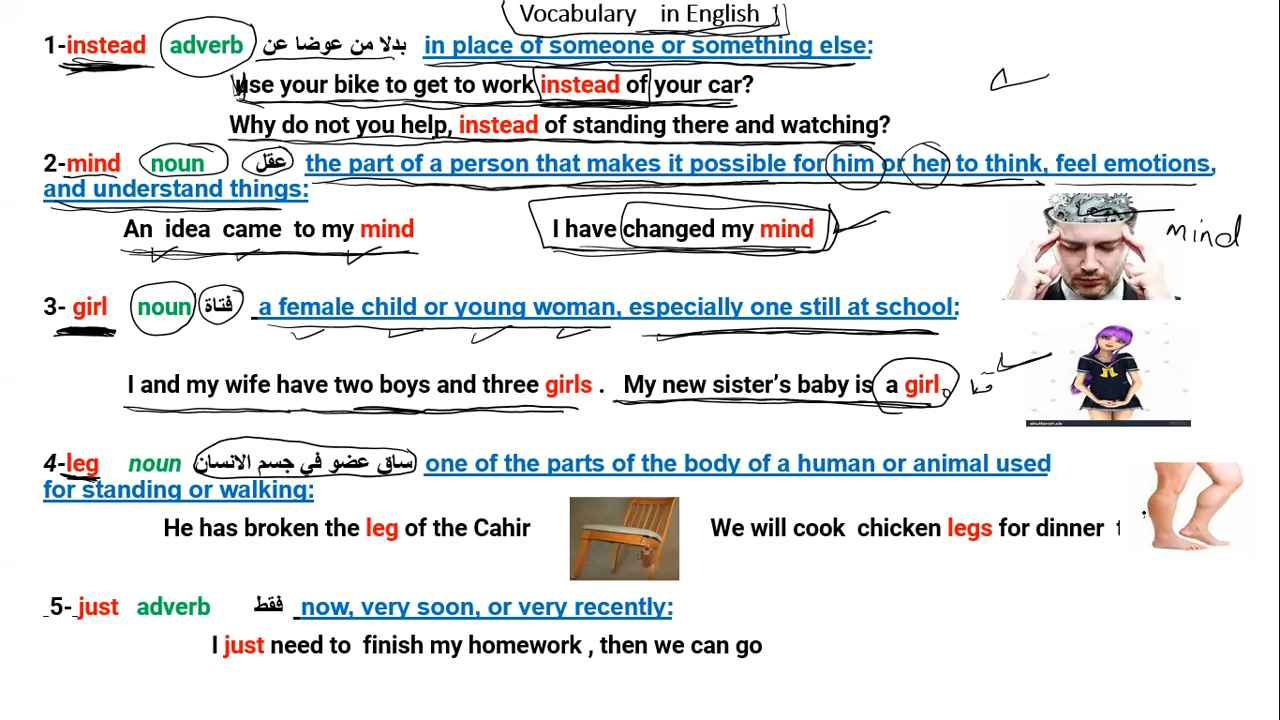 Vocabulary in English
1-instead adverb بدلا من عوضا عن in place of someone or something else:
use your bike to get to work instead of your car?
Why do not you help, instead of standing there and watching?
2-mind noun عقل the part of a person that makes it possible for him or her to think, feel emotions,
and understand things:
An idea came to my mind I have changed my mind
mind
3- girl noun فتاة a female child or young woman, especially one still at school:
I and my wife have two boys and three girls . My new sister’s baby is a girl.
shutterstock
4-leg noun ساق عضو في جسم الانسان one of the parts of the body of a human or animal used
for standing or walking:
He has broken the leg of the Cahir We will cook chicken legs for dinner
5- just adverb فقط now, very soon, or very recently:
I just need to finish my homework , then we can go